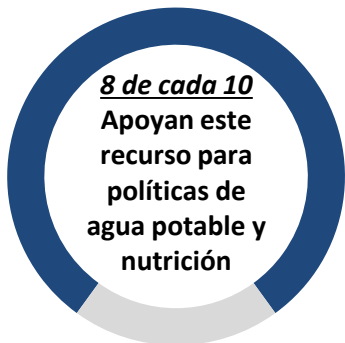 8 de cada 10
Apoyan este
recurso para
políticas de
agua potable y
nutrición